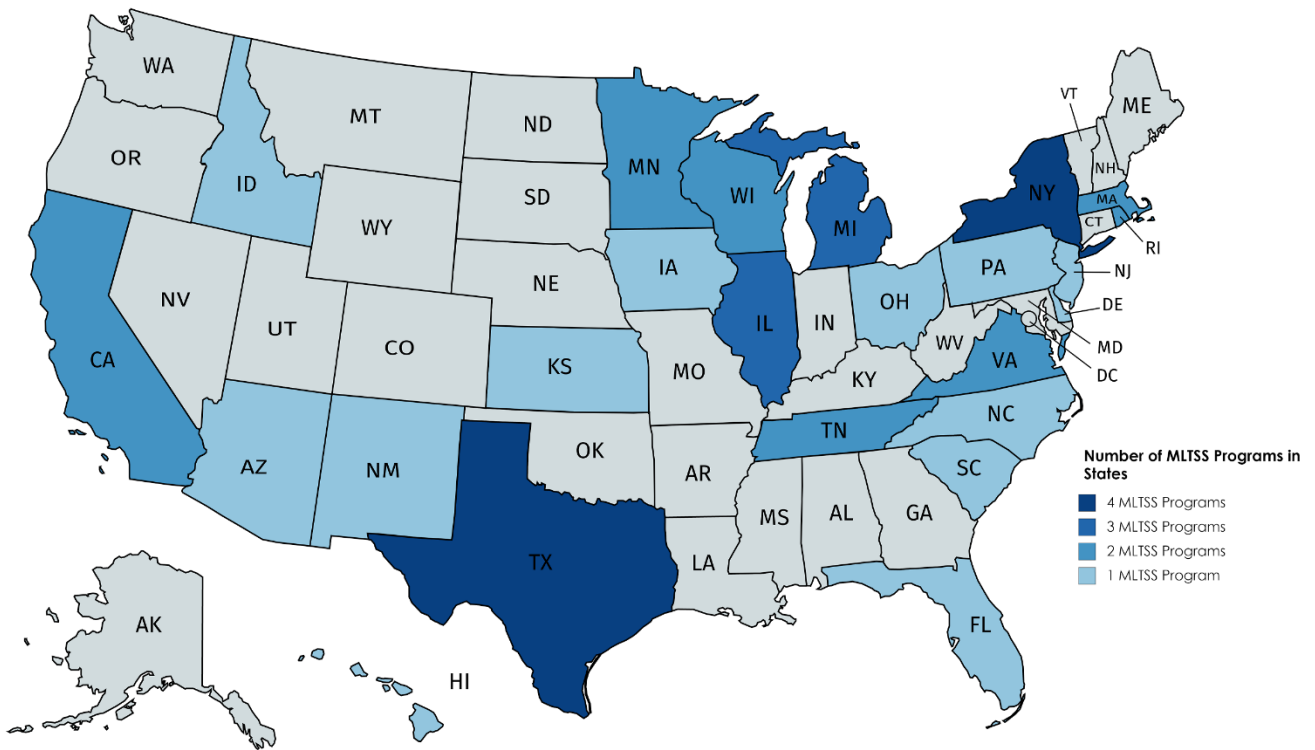 WA
MT
ND
MN
VT
ME
OR
ID
SD
WI
NH
NY
MA
WY
MI
CT
RI
IA
PA
NJ
NE
NV
OH
DE
UT
IL
IN
CO
WV
MD
CA
KS
MO
VA
KY
DC
NC
TN
AZ
NM
OK
SC
AR
MS
AL
GA
TX
LA
AK
FL
HI
Number of MLTSS Programs in
States
4 MLTSS Programs
3 MLTSS Programs
2 MLTSS Programs
1 MLTSS Program